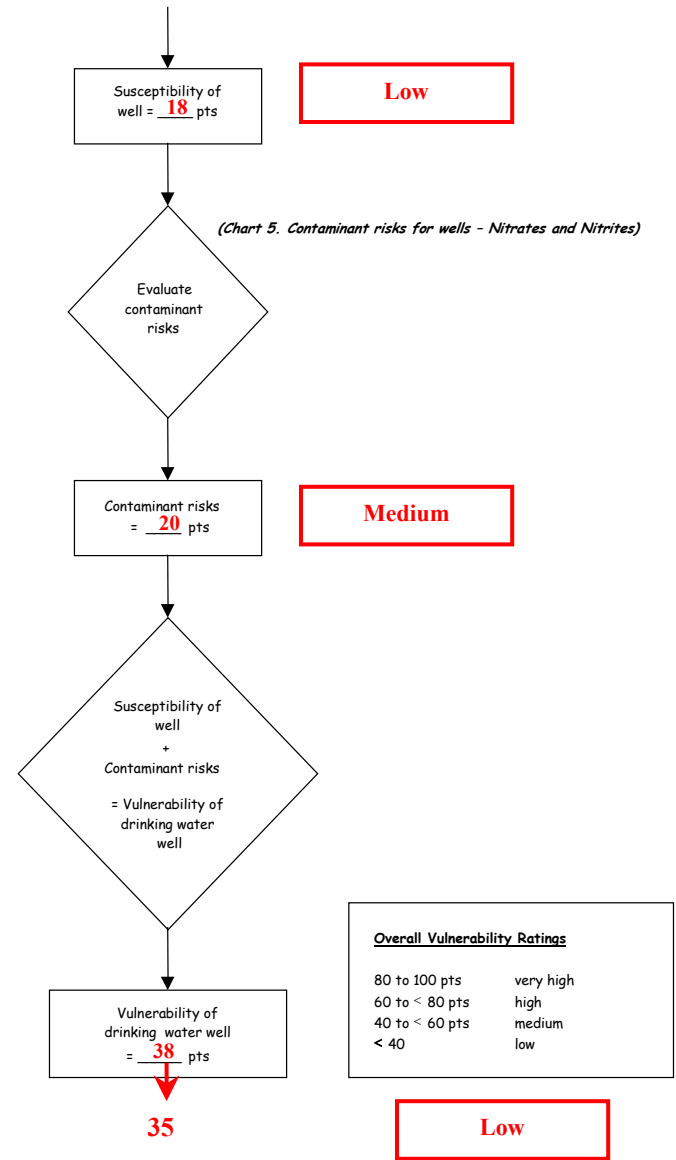 Susceptibility of
well = 18 pts
Low
(Chart 5. Contaminant risks for wells – Nitrates and Nitrites)
Evaluate
contaminant
risks
Contaminant risks
= 20 pts
Medium
Susceptibility of
well
+
Contaminant risks
= Vulnerability of
drinking water
well
Overall Vulnerability Ratings
80 to 100 pts very high
60 to < 80 pts high
40 to < 60 pts medium
< 40 low
Vulnerability of
drinking water well
= 38 pts
35
Low